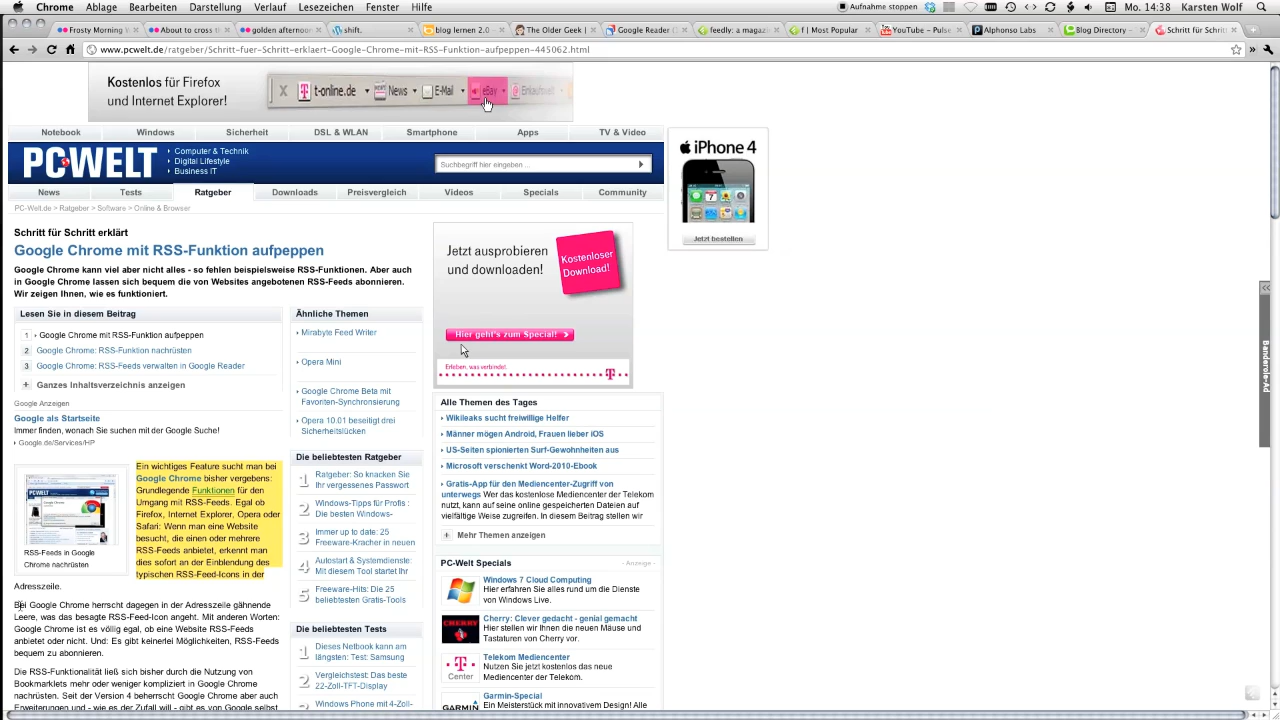 Chrome Ablage Bearbeiten Darstellung Verlauf Lesezeichen Fenster Hilfe Aufnahme stoppen Mo. 14:38 Karsten Wolf
Frosty Morning About to cross th golden afternoon shift. blog lernen 2.0 - The Older Geek | Google Reader feedly: a magazi f | Most Popular YouTube - Pulse Alphonso Labs Blog Directory - Schritt für Schritt
www.pcwelt.de/ratgeber/Schritt-fuer-Schritt-erklaert-Google-Chrome-mit-RSS-Funktion-aufpeppen-445062.html
Kostenlos für Firefox
und Internet Explorer!
t-online.de News E-Mail eBay Einkaufswelt
Notebook Windows Sicherheit DSL & WLAN Smartphone Apps TV & Video
PCWELT
Computer & Technik
Digital Lifestyle
Business IT
Suchbegriff hier eingeben ...
News Tests Ratgeber Downloads Preisvergleich Videos Specials Community
PC-Welt.de > Ratgeber > Software > Online & Browser
iPhone 4
Jetzt bestellen
Schritt für Schritt erklärt
Google Chrome mit RSS-Funktion aufpeppen
Google Chrome kann viel aber nicht alles - so fehlen beispielsweise RSS-Funktionen. Aber auch
in Google Chrome lassen sich bequem die von Websites angebotenen RSS-Feeds abonnieren.
Wir zeigen Ihnen, wie es funktioniert.
Lesen Sie in diesem Beitrag
1 Google Chrome mit RSS-Funktion aufpeppen
2 Google Chrome: RSS-Funktion nachrüsten
3 Google Chrome: RSS-Feeds verwalten in Google Reader
+ Ganzes Inhaltsverzeichnis anzeigen
Google Anzeigen
Google als Startseite
Immer finden, wonach Sie suchen mit der Google Suche!
Google.de/Services/HP
RSS-Feeds in Google
Chrome nachrüsten
Ein wichtiges Feature sucht man bei
Google Chrome bisher vergebens:
Grundlegende Funktionen für den
Umgang mit RSS-Feeds. Egal ob
Firefox, Internet Explorer, Opera oder
Safari: Wenn man eine Website
besucht, die einen oder mehrere
RSS-Feeds anbietet, erkennt man
dies sofort an der Einblendung des
typischen RSS-Feed-Icons in der
Adresszeile.
Bei Google Chrome herrscht dagegen in der Adresszeile gähnende
Leere, was das besagte RSS-Feed-Icon angeht. Mit anderen Worten:
Google Chrome ist es völlig egal, ob eine Website RSS-Feeds
anbietet oder nicht. Und: Es gibt keinerlei Möglichkeiten, RSS-Feeds
bequem zu abonnieren.
Die RSS-Funktionalität ließ sich bisher durch die Nutzung von
Bookmarklets mehr oder weniger kompliziert in Google Chrome
nachrüsten. Seit der Version 4 beherrscht Google Chrome aber auch
Erweiterungen und - wie es der Zufall will - gibt es von Google selbst
Ähnliche Themen
Mirabyte Feed Writer
Opera Mini
Google Chrome Beta mit
Favoriten-Synchronisierung
Opera 10.01 beseitigt drei
Sicherheitslücken
Die beliebtesten Ratgeber
1 Ratgeber: So knacken Sie
Ihr vergessenes Passwort
2 Windows-Tipps für Profis :
Die besten Windows-
3 Immer up to date: 25
Freeware-Kracher in neuen
4 Autostart & Systemdienste:
Mit diesem Tool startet Ihr
5 Freeware-Hits: Die 25
beliebtesten Gratis-Tools
Die beliebtesten Tests
1 Dieses Netbook kann am
längsten: Test: Samsung
2 Vergleichstest: Das beste
22-Zoll-TFT-Display
Windows Phone mit 4-Zoll-
Jetzt ausprobieren
und downloaden!
Kostenloser
Download!
Hier geht's zum Special!
Erleben, was verbindet.
Alle Themen des Tages
Wikileaks sucht freiwillige Helfer
Männer mögen Android, Frauen lieber iOS
US-Seiten spionierten Surf-Gewohnheiten aus
Microsoft verschenkt Word-2010-Ebook
Gratis-App für den Mediencenter-Zugriff von
unterwegs Wer das kostenlose Mediencenter der Telekom
nutzt, kann auf seine online gespeicherten Dateien auf
vielfältige Weise zugreifen. In diesem Beitrag stellen wir
+ Mehr Themen anzeigen
PC-Welt Specials - Anzeige -
Windows 7 Cloud Computing
Hier erfahren Sie alles rund um die Dienste
von Windows Live.
Cherry: Clever gedacht - genial gemacht
Hier stellen wir Ihnen die neuen Mäuse und
Tastaturen von Cherry vor.
Center
Telekom Mediencenter
Nutzen Sie jetzt kostenlos das neue
Mediencenter der Telekom.
GARMIN
Garmin-Special
Ein Meisterstück mit innovativem Design! Alle
Banderole-Ad